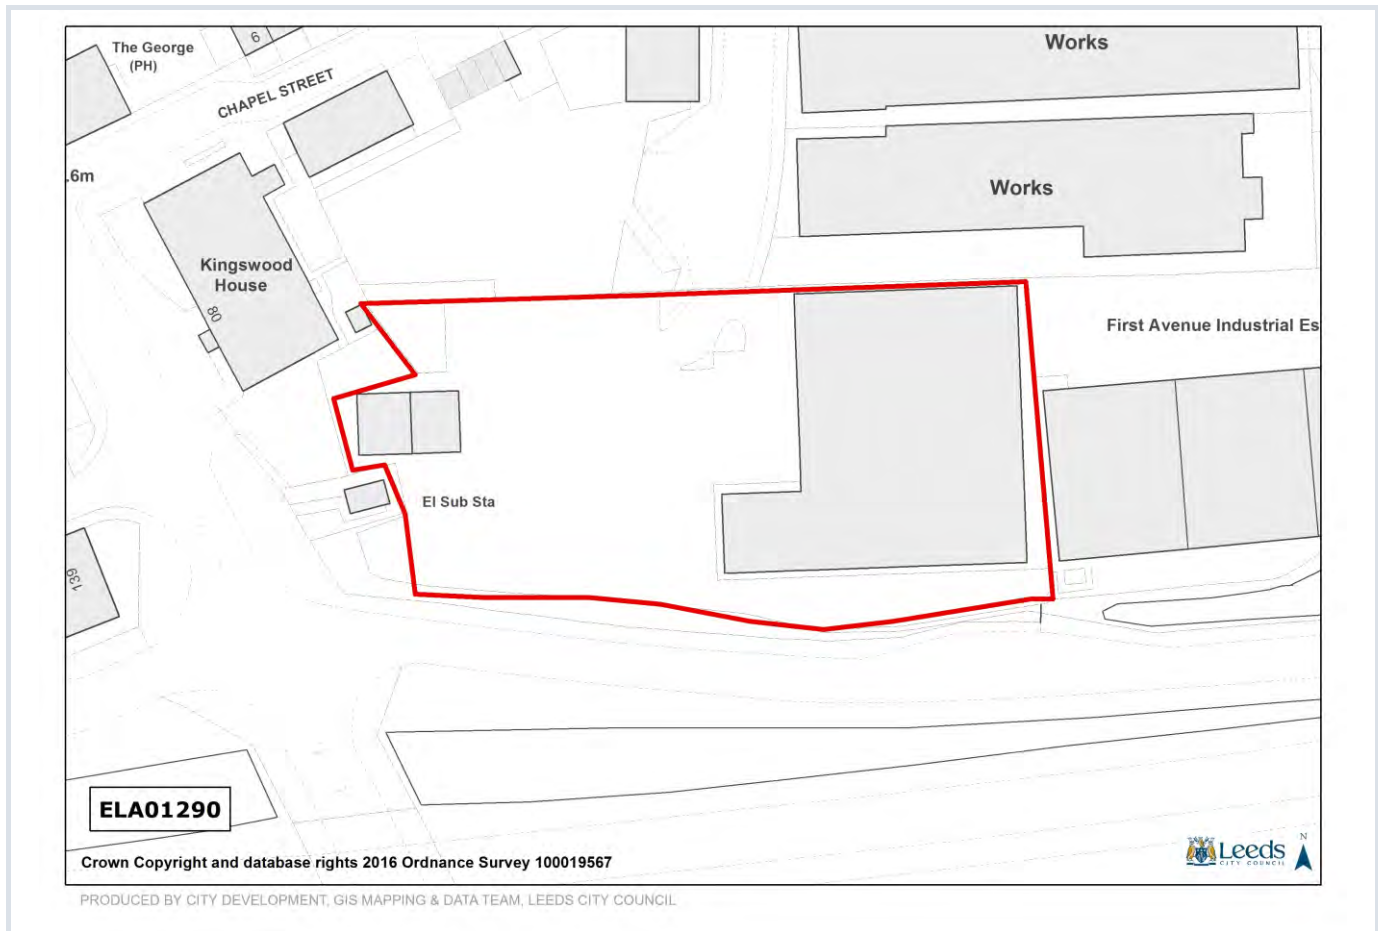 The George
(PH)
9
CHAPEL STREET
Works
.6m
Works
Kingswood
House
80
First Avenue Industrial Es
El Sub Sta
139
ELA01290
Crown Copyright and database rights 2016 Ordnance Survey 100019567
Leeds
CITY COUNCIL
N
PRODUCED BY CITY DEVELOPMENT, GIS MAPPING & DATA TEAM, LEEDS CITY COUNCIL